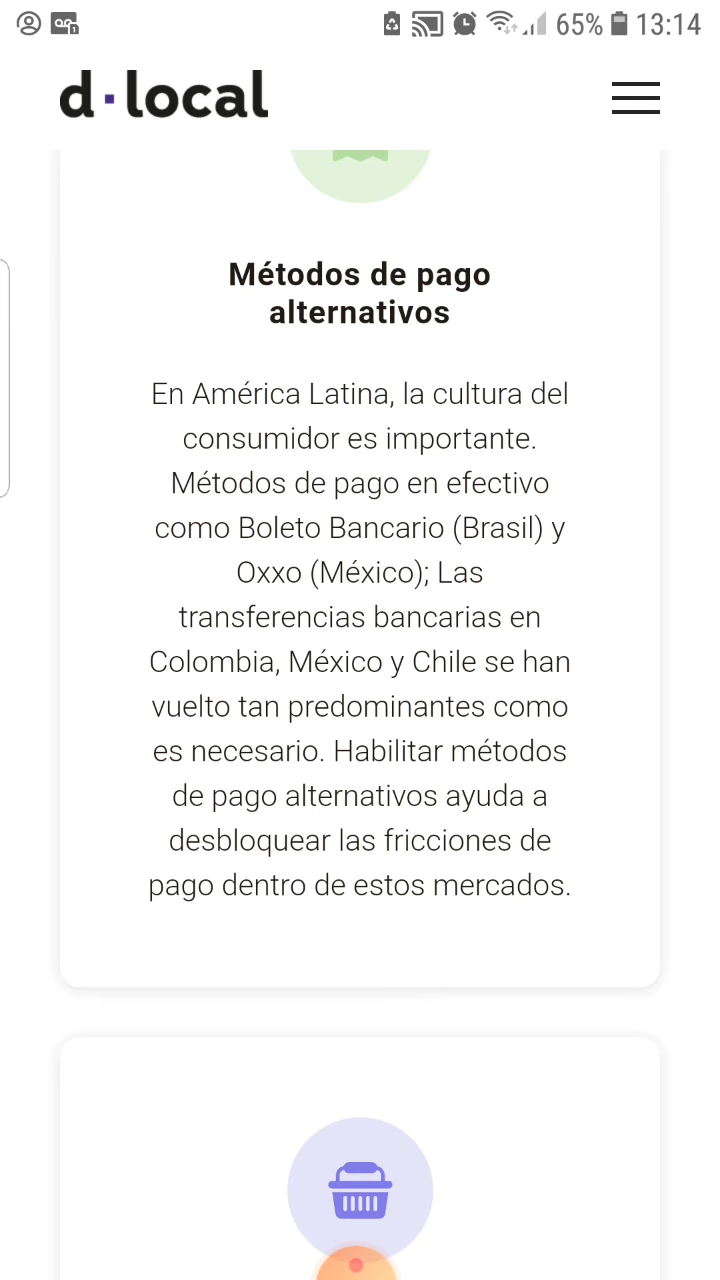 65% 13:14
d·local
Métodos de pago
alternativos
En América Latina, la cultura del
consumidor es importante.
Métodos de pago en efectivo
como Boleto Bancario (Brasil) y
Oxxo (México); Las
transferencias bancarias en
Colombia, México y Chile se han
vuelto tan predominantes como
es necesario. Habilitar métodos
de pago alternativos ayuda a
desbloquear las fricciones de
pago dentro de estos mercados.